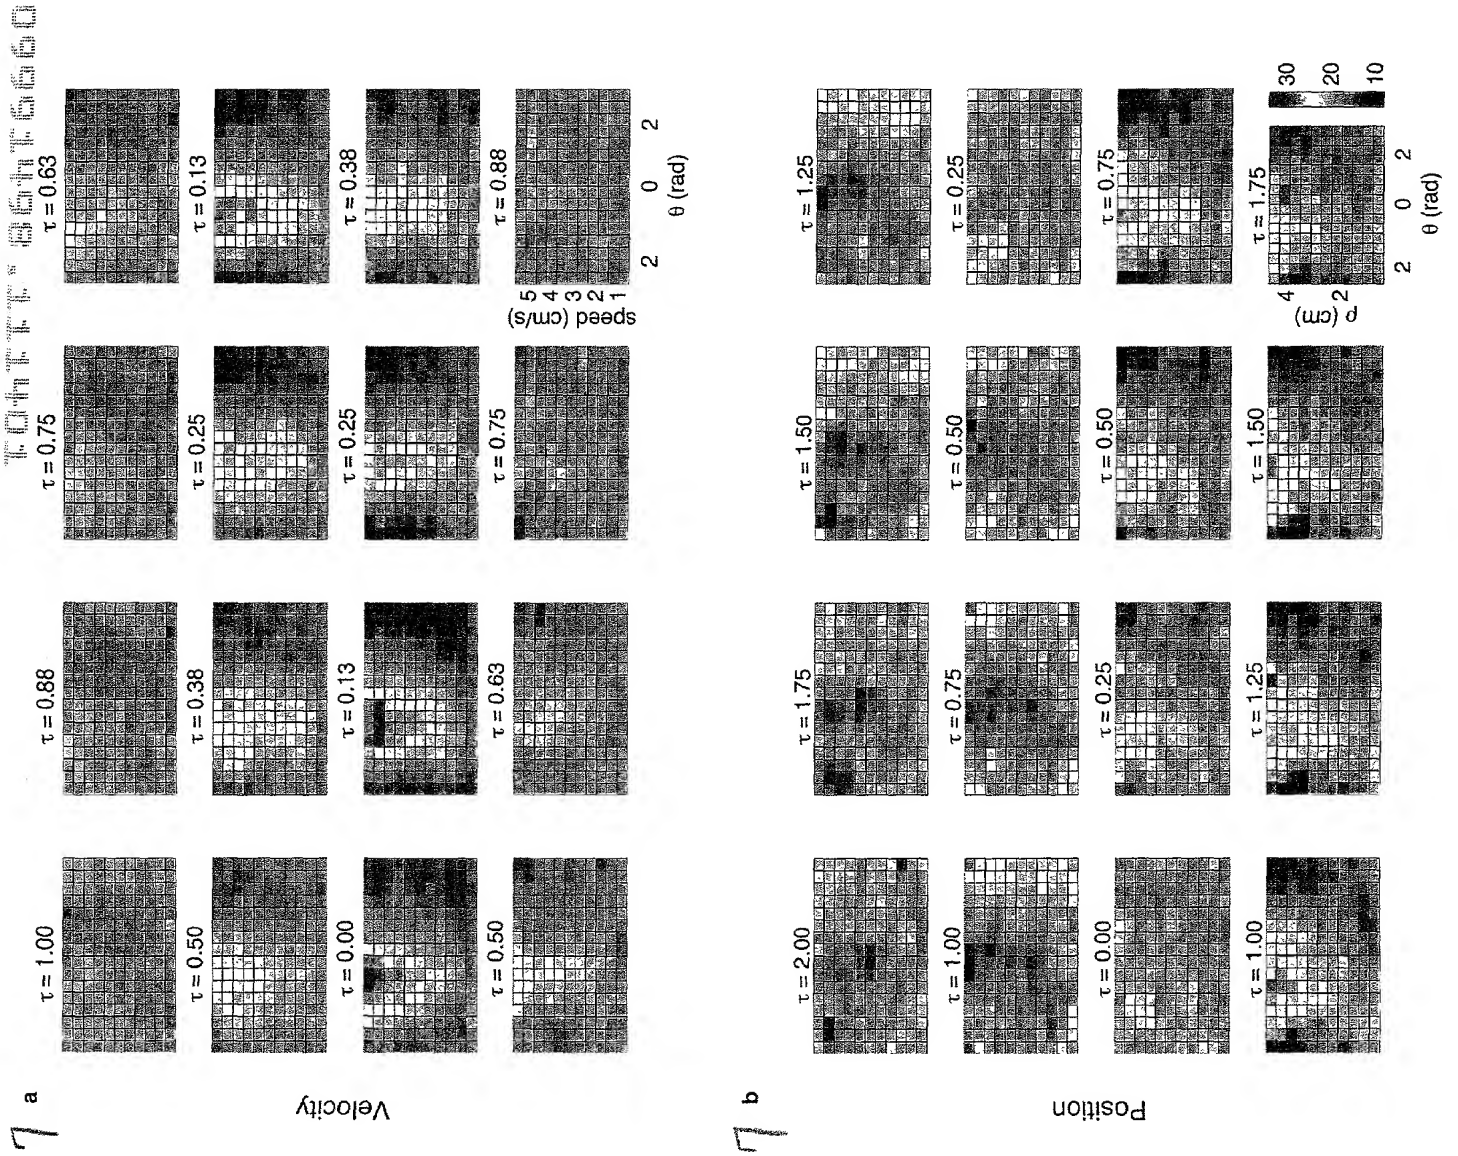 7 a
Velocity
τ = 1.00
τ = 0.88
τ = 0.75
τ = 0.63
τ = 0.50
τ = 0.38
τ = 0.25
τ = 0.13
τ = 0.00
τ = 0.13
τ = 0.25
τ = 0.38
τ = 0.50
τ = 0.63
τ = 0.75
τ = 0.88
5
4
3
2
1
speed (cm/s)
2 0 2
θ (rad)
7 b
Position
τ = 2.00
τ = 1.75
τ = 1.50
τ = 1.25
τ = 1.00
τ = 0.75
τ = 0.50
τ = 0.25
τ = 0.00
τ = 0.25
τ = 0.50
τ = 0.75
τ = 1.00
τ = 1.25
τ = 1.50
τ = 1.75
4
2
ρ (cm)
2 0 2
θ (rad)
30
20
10